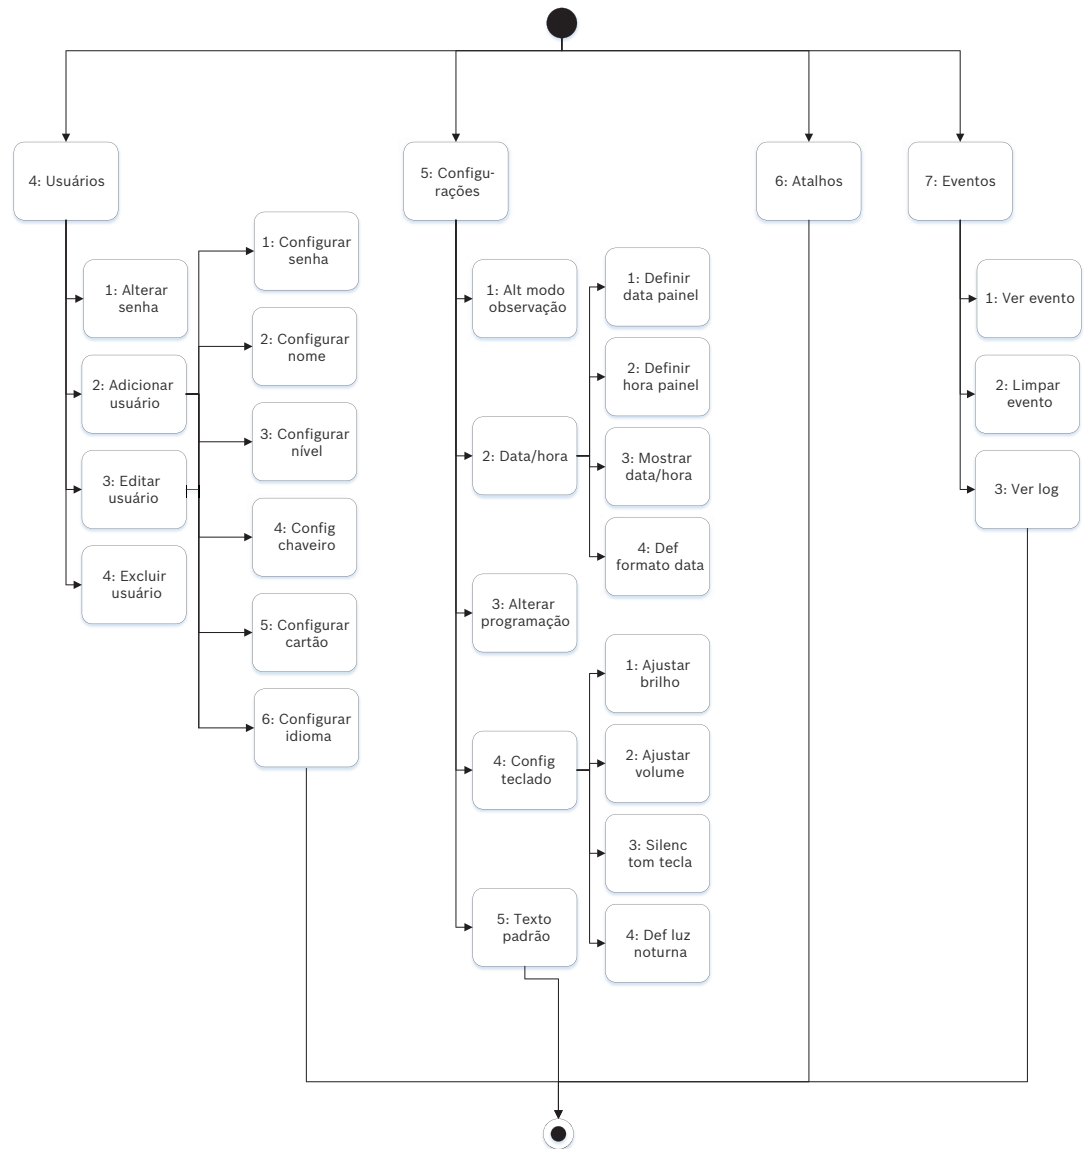 4: Usuários
5: Configu-
rações
6: Atalhos
7: Eventos
1: Alterar
senha
2: Adicionar
usuário
3: Editar
usuário
4: Excluir
usuário
1: Configurar
senha
2: Configurar
nome
3: Configurar
nível
4: Config
chaveiro
5: Configurar
cartão
6: Configurar
idioma
1: Alt modo
observação
2: Data/hora
3: Alterar
programação
4: Config
teclado
5: Texto
padrão
1: Definir
data painel
2: Definir
hora painel
3: Mostrar
data/hora
4: Def
formato data
1: Ajustar
brilho
2: Ajustar
volume
3: Silenc
tom tecla
4: Def luz
noturna
1: Ver evento
2: Limpar
evento
3: Ver log